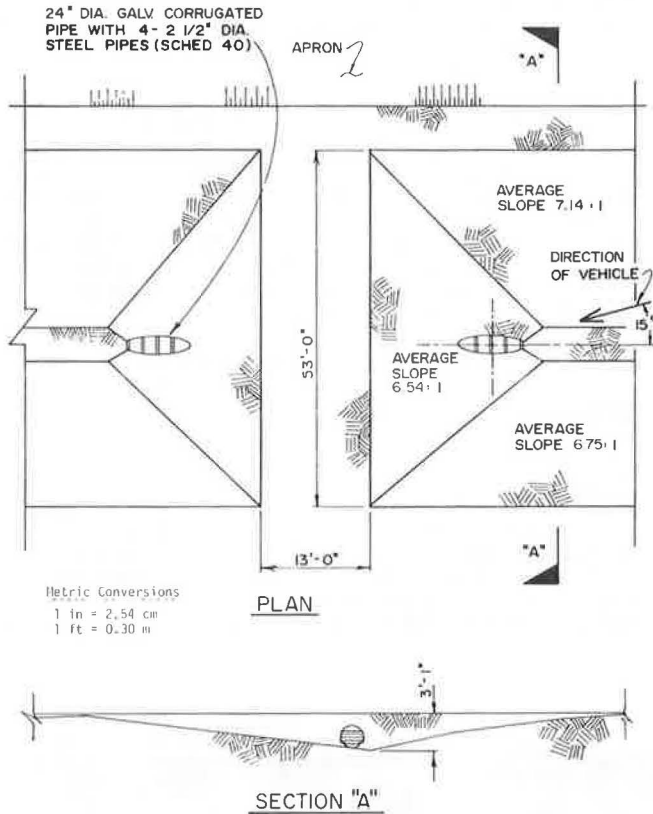 24" DIA. GALV. CORRUGATED
PIPE WITH 4- 2 1/2" DIA.
STEEL PIPES (SCHED 40)
APRON
"A"
AVERAGE
SLOPE 7.14:1
DIRECTION
OF VEHICLE
15°
53'-0"
AVERAGE
SLOPE
6.54:1
AVERAGE
SLOPE 6.75:1
13'-0"
"A"
Metric Conversions
1 in = 2.54 cm
1 ft = 0.30 m
PLAN
3'-1"
SECTION "A"